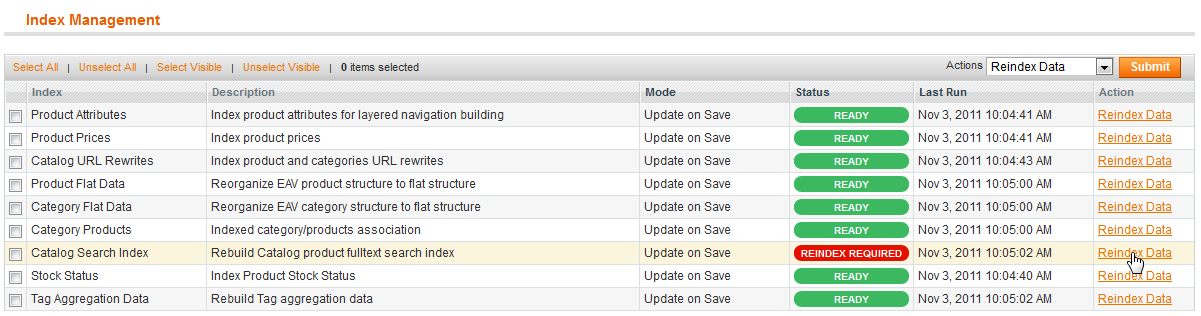 Index Management
Select All | Unselect All | Select Visible | Unselect Visible | 0 items selected Actions Reindex Data Submit
Index Description Mode Status Last Run Action
Product Attributes Index product attributes for layered navigation building Update on Save READY Nov 3, 2011 10:04:41 AM Reindex Data
Product Prices Index product prices Update on Save READY Nov 3, 2011 10:04:41 AM Reindex Data
Catalog URL Rewrites Index product and categories URL rewrites Update on Save READY Nov 3, 2011 10:04:43 AM Reindex Data
Product Flat Data Reorganize EAV product structure to flat structure Update on Save READY Nov 3, 2011 10:05:00 AM Reindex Data
Category Flat Data Reorganize EAV category structure to flat structure Update on Save READY Nov 3, 2011 10:05:00 AM Reindex Data
Category Products Indexed category/products association Update on Save READY Nov 3, 2011 10:05:00 AM Reindex Data
Catalog Search Index Rebuild Catalog product fulltext search index Update on Save REINDEX REQUIRED Nov 3, 2011 10:05:02 AM Reindex Data
Stock Status Index Product Stock Status Update on Save READY Nov 3, 2011 10:04:40 AM Reindex Data
Tag Aggregation Data Rebuild Tag aggregation data Update on Save READY Nov 3, 2011 10:05:02 AM Reindex Data